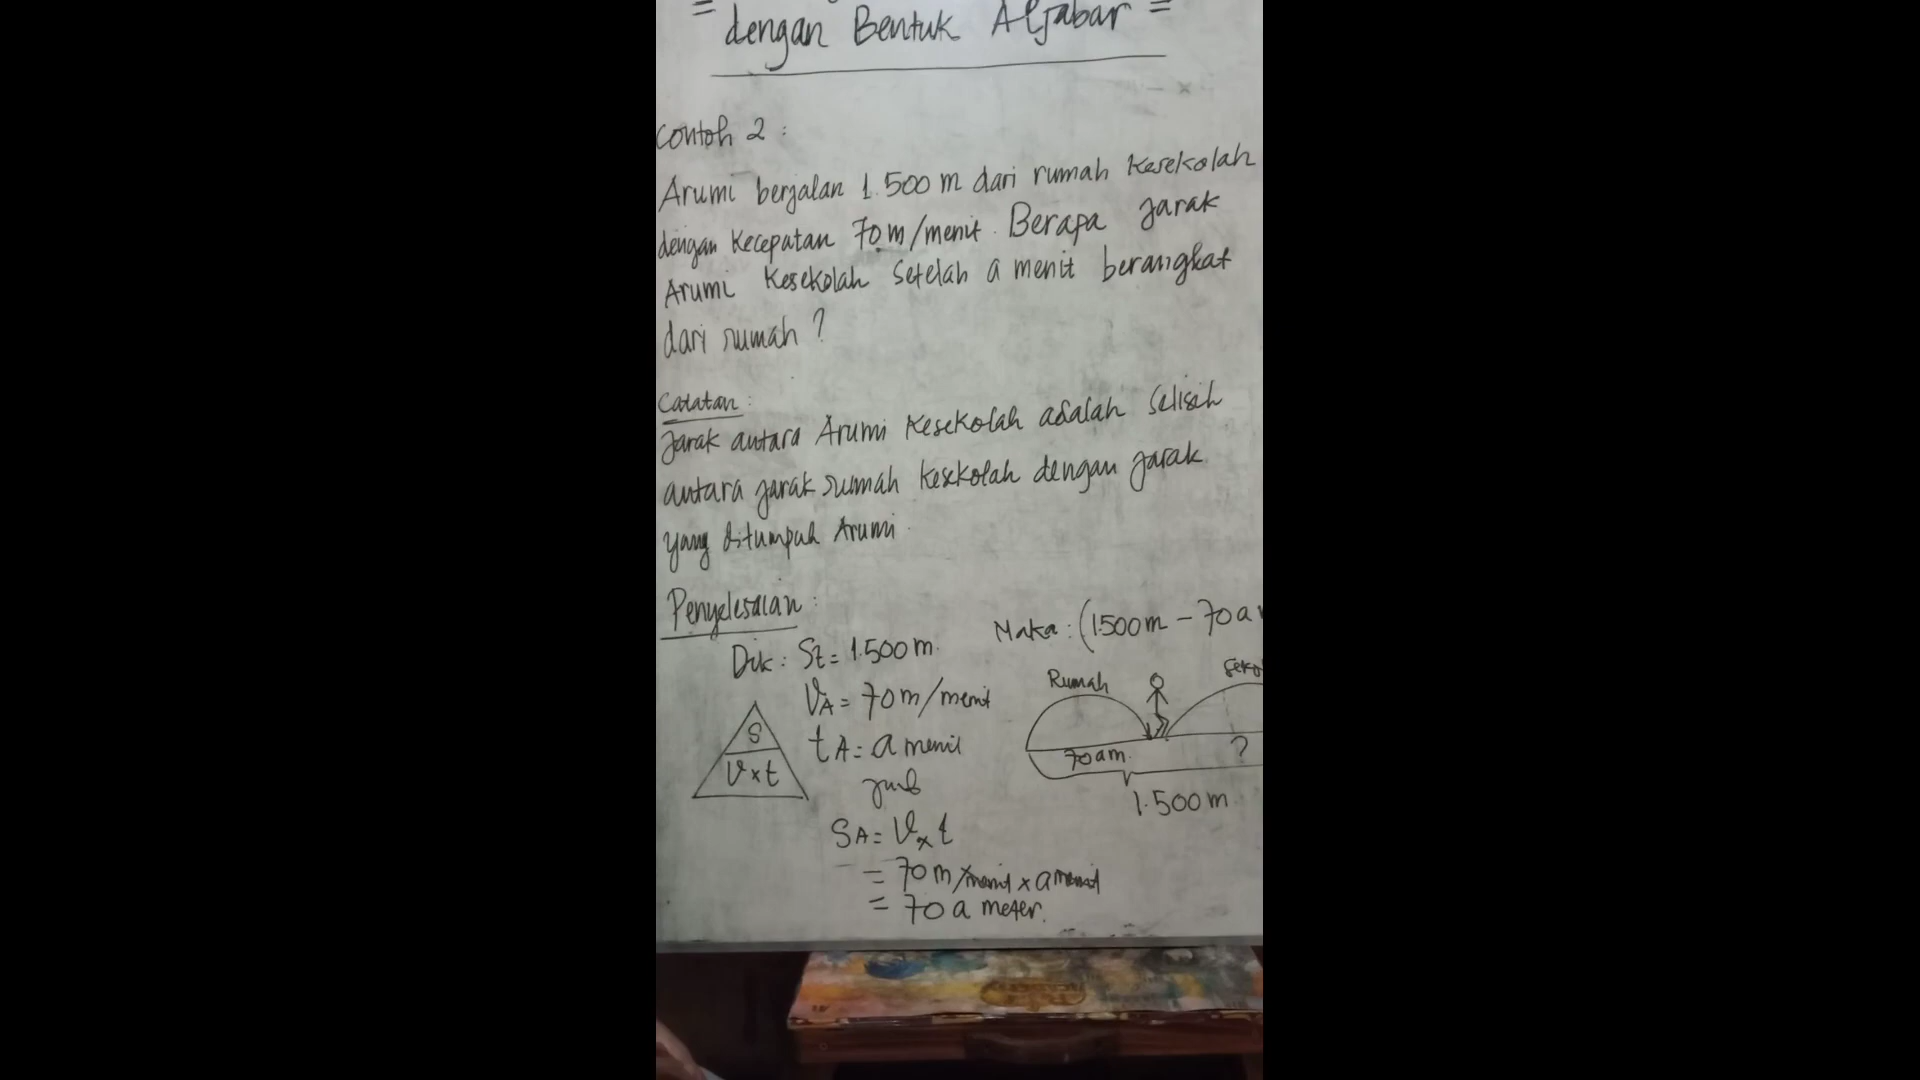 = dengan Bentuk Aljabar =
Contoh 2 :
Arumi berjalan 1.500 m dari rumah Kesekolah
dengan Kecepatan 70 m/menit. Berapa jarak
Arumi Kesekolah setelah a menit berangkat
dari rumah ?
Catatan :
jarak antara Arumi Kesekolah adalah selisih
antara jarak rumah Kesekolah dengan jarak
yang ditumpuh Arumi.
Penyelesaian :
Dik : St = 1.500 m.
VA = 70 m/menit
tA = a menit
S
V x t
SA = V x t
= 70 m/menit x a menit
= 70 a meter.
Maka : (1.500 m - 70 a
Rumah
70 a m.
?
1.500 m